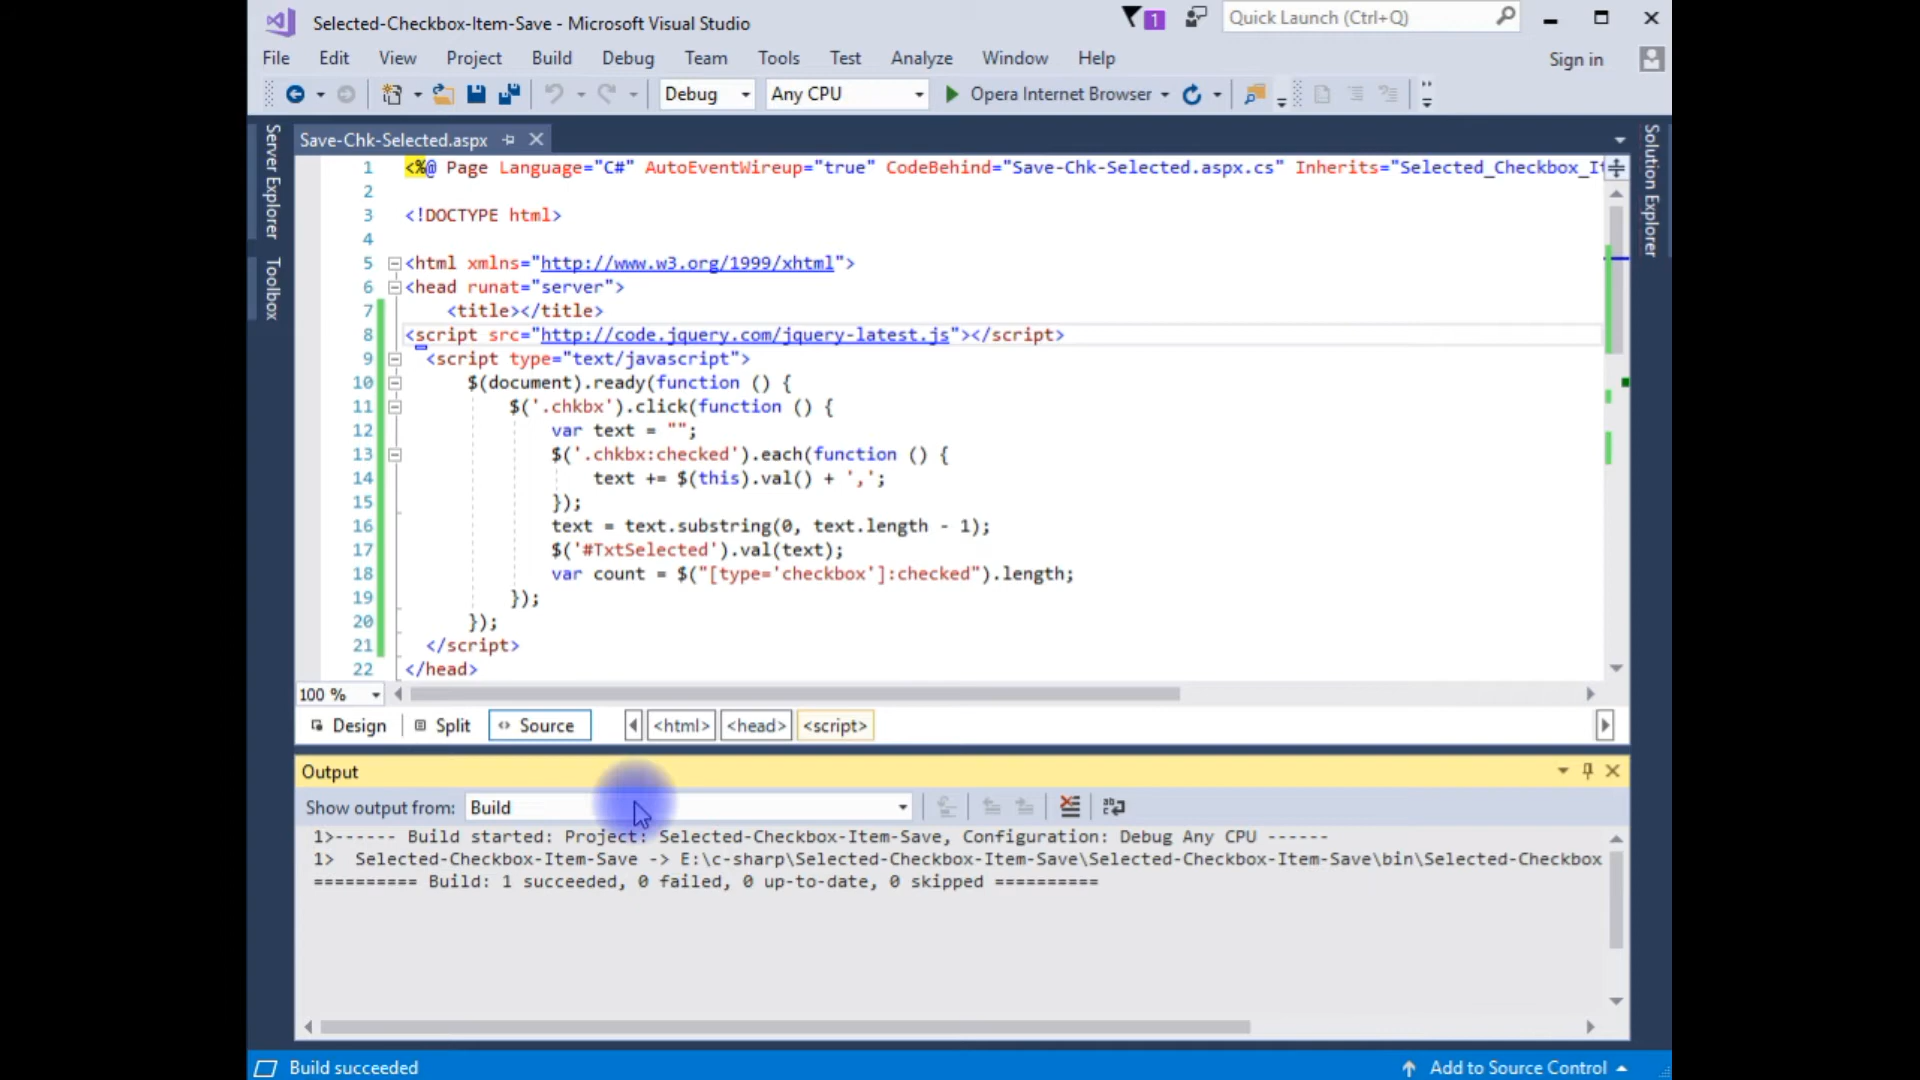 Selected-Checkbox-Item-Save - Microsoft Visual Studio
1
Quick Launch (Ctrl+Q)
File Edit View Project Build Debug Team Tools Test Analyze Window Help
Sign in
Debug
Any CPU
Opera Internet Browser
Server Explorer
Toolbox
Solution Explorer
Save-Chk-Selected.aspx
1 <%@ Page Language="C#" AutoEventWireup="true" CodeBehind="Save-Chk-Selected.aspx.cs" Inherits="Selected_Checkbox_It
2
3 <!DOCTYPE html>
4
5 <html xmlns="http://www.w3.org/1999/xhtml">
6 <head runat="server">
7 <title></title>
8 <script src="http://code.jquery.com/jquery-latest.js"></script>
9 <script type="text/javascript">
10 $(document).ready(function () {
11 $('.chkbx').click(function () {
12 var text = "";
13 $('.chkbx:checked').each(function () {
14 text += $(this).val() + ',';
15 });
16 text = text.substring(0, text.length - 1);
17 $('#TxtSelected').val(text);
18 var count = $("[type='checkbox']:checked").length;
19 });
20 });
21 </script>
22 </head>
100 %
Design Split Source <html> <head> <script>
Output
Show output from: Build
1>------ Build started: Project: Selected-Checkbox-Item-Save, Configuration: Debug Any CPU ------
1> Selected-Checkbox-Item-Save -> E:\c-sharp\Selected-Checkbox-Item-Save\Selected-Checkbox-Item-Save\bin\Selected-Checkbox
========== Build: 1 succeeded, 0 failed, 0 up-to-date, 0 skipped ==========
Build succeeded
Add to Source Control